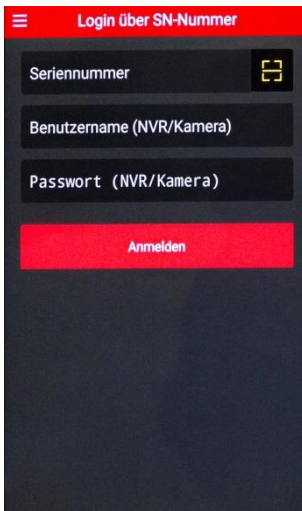 Login über SN-Nummer
Seriennummer
Benutzername (NVR/Kamera)
Passwort (NVR/Kamera)
Anmelden